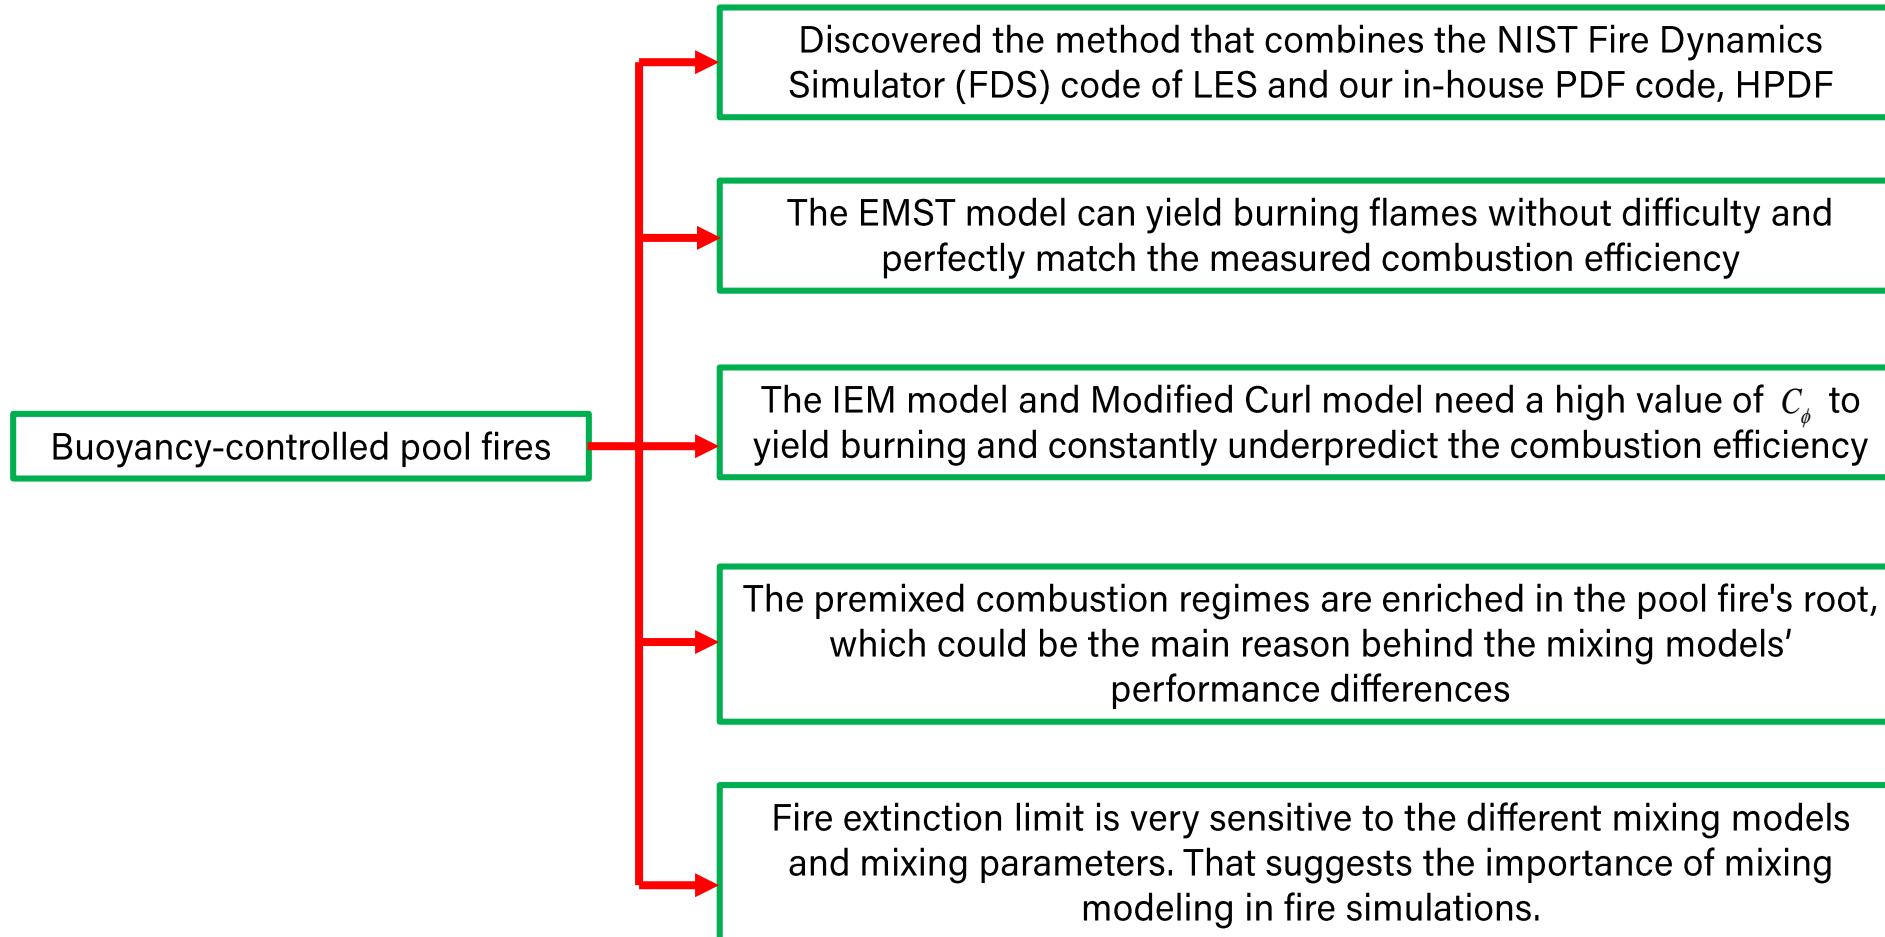 Discovered the method that combines the NIST Fire Dynamics
Simulator (FDS) code of LES and our in-house PDF code, HPDF
The EMST model can yield burning flames without difficulty and
perfectly match the measured combustion efficiency
The IEM model and Modified Curl model need a high value of C_ϕ to
yield burning and constantly underpredict the combustion efficiency
Buoyancy-controlled pool fires
The premixed combustion regimes are enriched in the pool fire's root,
which could be the main reason behind the mixing models’
performance differences
Fire extinction limit is very sensitive to the different mixing models
and mixing parameters. That suggests the importance of mixing
modeling in fire simulations.